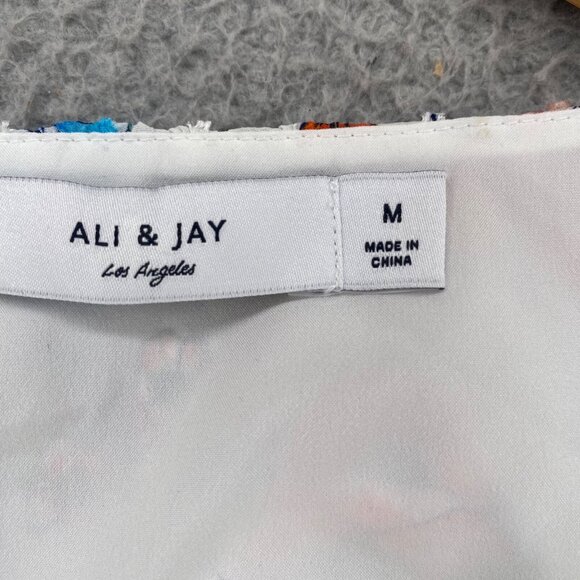 ALI & JAY
Los Angeles
M
MADE IN
CHINA